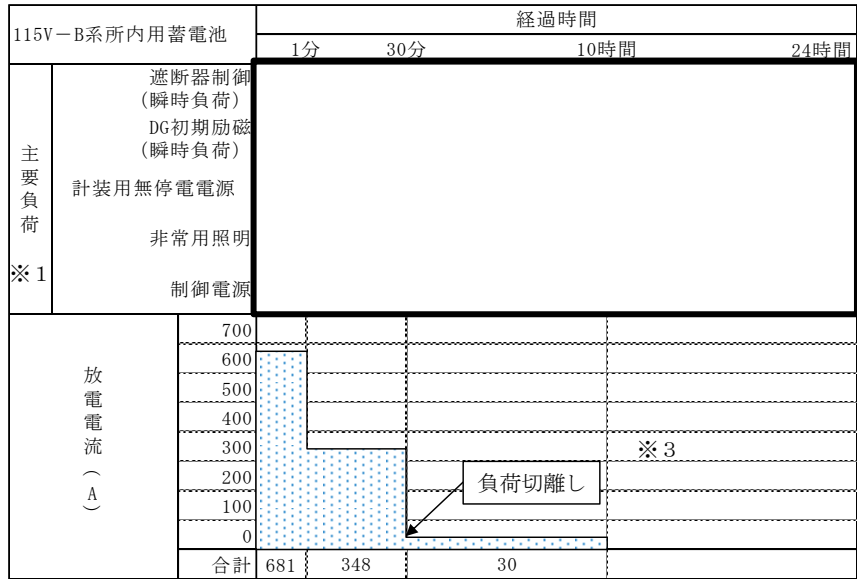 115V－B系所内用蓄電池
経過時間
1分 30分 10時間 24時間
主要負荷
※1
遮断器制御
(瞬時負荷)
DG初期励磁
(瞬時負荷)
計装用無停電電源
非常用照明
制御電源
放電電流（A）
700
600
500
400
300
200
100
0
※3
負荷切離し
合計 681 348 30